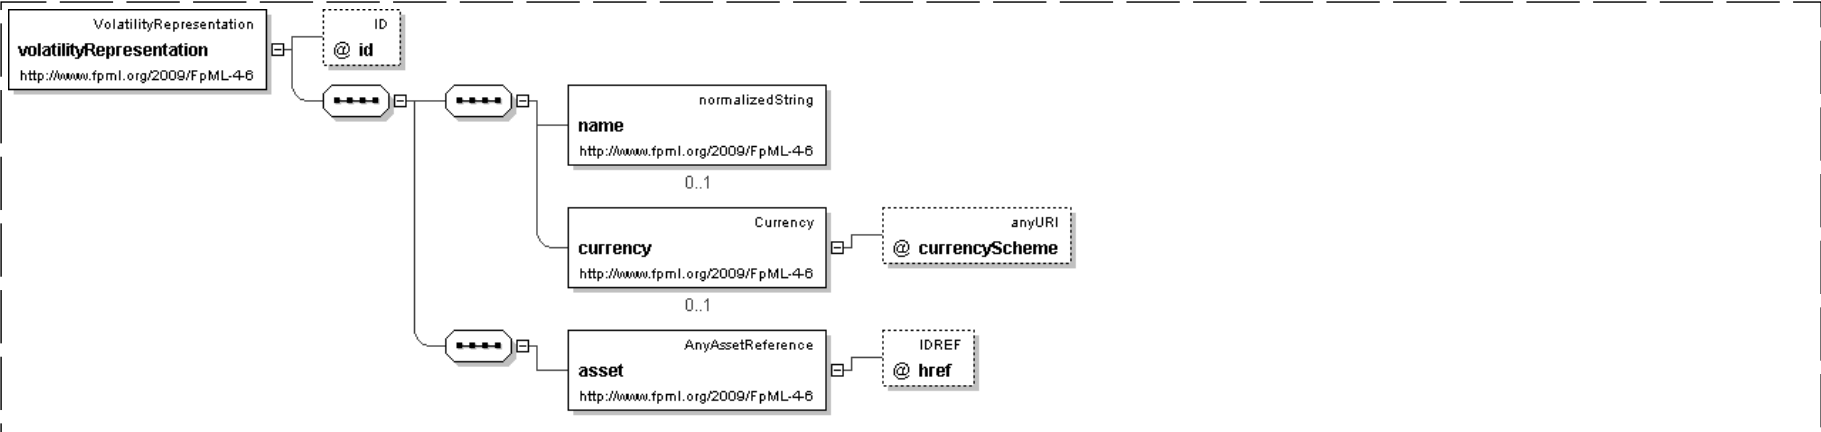 VolatilityRepresentation
volatilityRepresentation
http://www.fpml.org/2009/FpML-4-6
ID
@ id
normalizedString
name
http://www.fpml.org/2009/FpML-4-6
0..1
Currency
currency
http://www.fpml.org/2009/FpML-4-6
0..1
anyURI
@ currencyScheme
AnyAssetReference
asset
http://www.fpml.org/2009/FpML-4-6
IDREF
@ href